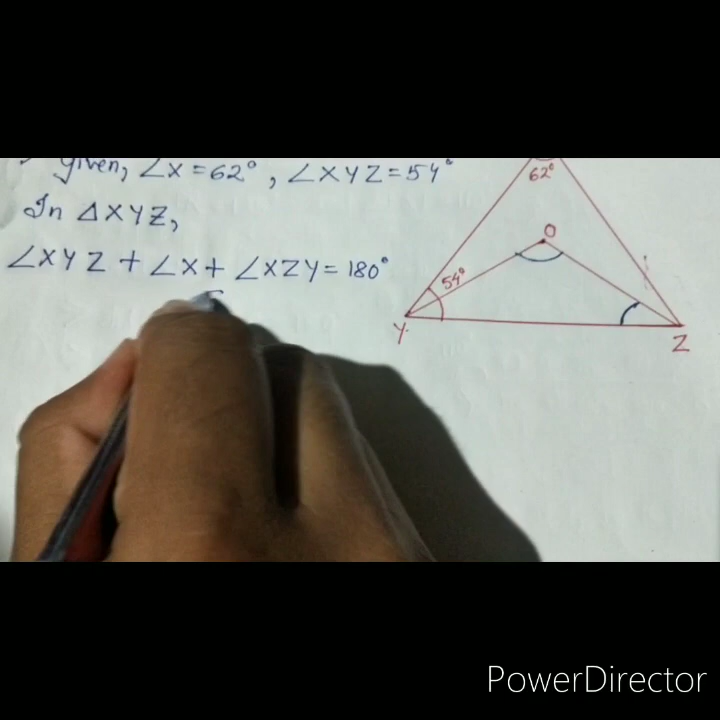 given, ∠X=62°, ∠XYZ=54°
In ΔXYZ,
∠XYZ + ∠X + ∠XZY = 180°
62°
O
54°
Y
Z
PowerDirector